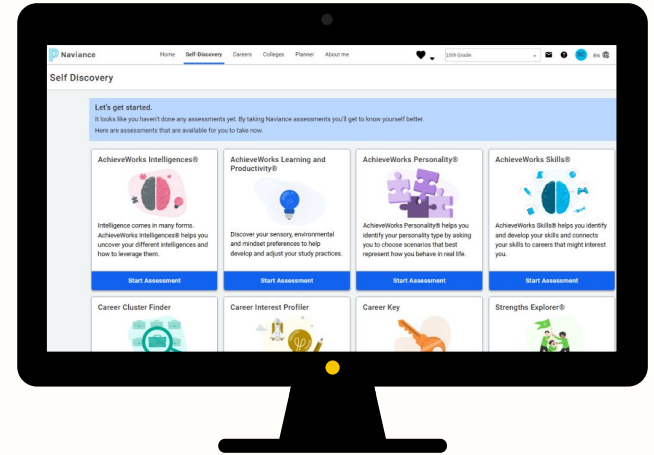 Naviance
Home Self-Discovery Careers Colleges Planner About me 10th Grade EN
Self Discovery
Let's get started.
It looks like you haven't done any assessments yet. By taking Naviance assessments you'll get to know yourself better.
Here are assessments that are available for you to take now.
AchieveWorks Intelligences®
Intelligence comes in many forms.
AchieveWorks Intelligences® helps you
uncover your different intelligences and
how to leverage them.
Start Assessment
AchieveWorks Learning and
Productivity®
Discover your sensory, environmental
and mindset preferences to help
develop and adjust your study practices.
Start Assessment
AchieveWorks Personality®
AchieveWorks Personality® helps you
identify your personality type by asking
you to choose scenarios that best
represent how you behave in real life.
Start Assessment
AchieveWorks Skills®
AchieveWorks Skills® helps you identify
and develop your skills and connects
your skills to careers that might interest
you.
Start Assessment
Career Cluster Finder
Career Interest Profiler
Career Key
Strengths Explorer®